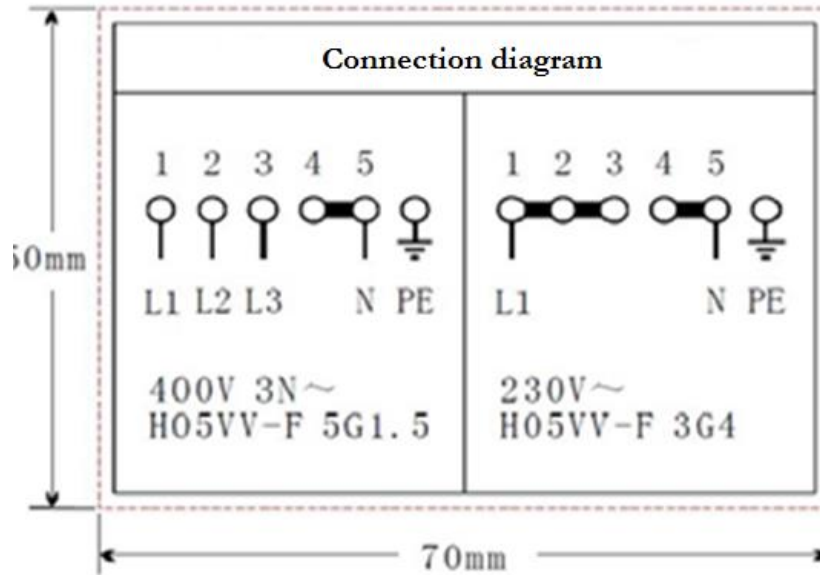 Connection diagram
1 2 3 4 5
L1 L2 L3 N PE
400V 3N～
H05VV-F 5G1.5
1 2 3 4 5
L1 N PE
230V～
H05VV-F 3G4
0mm
70mm